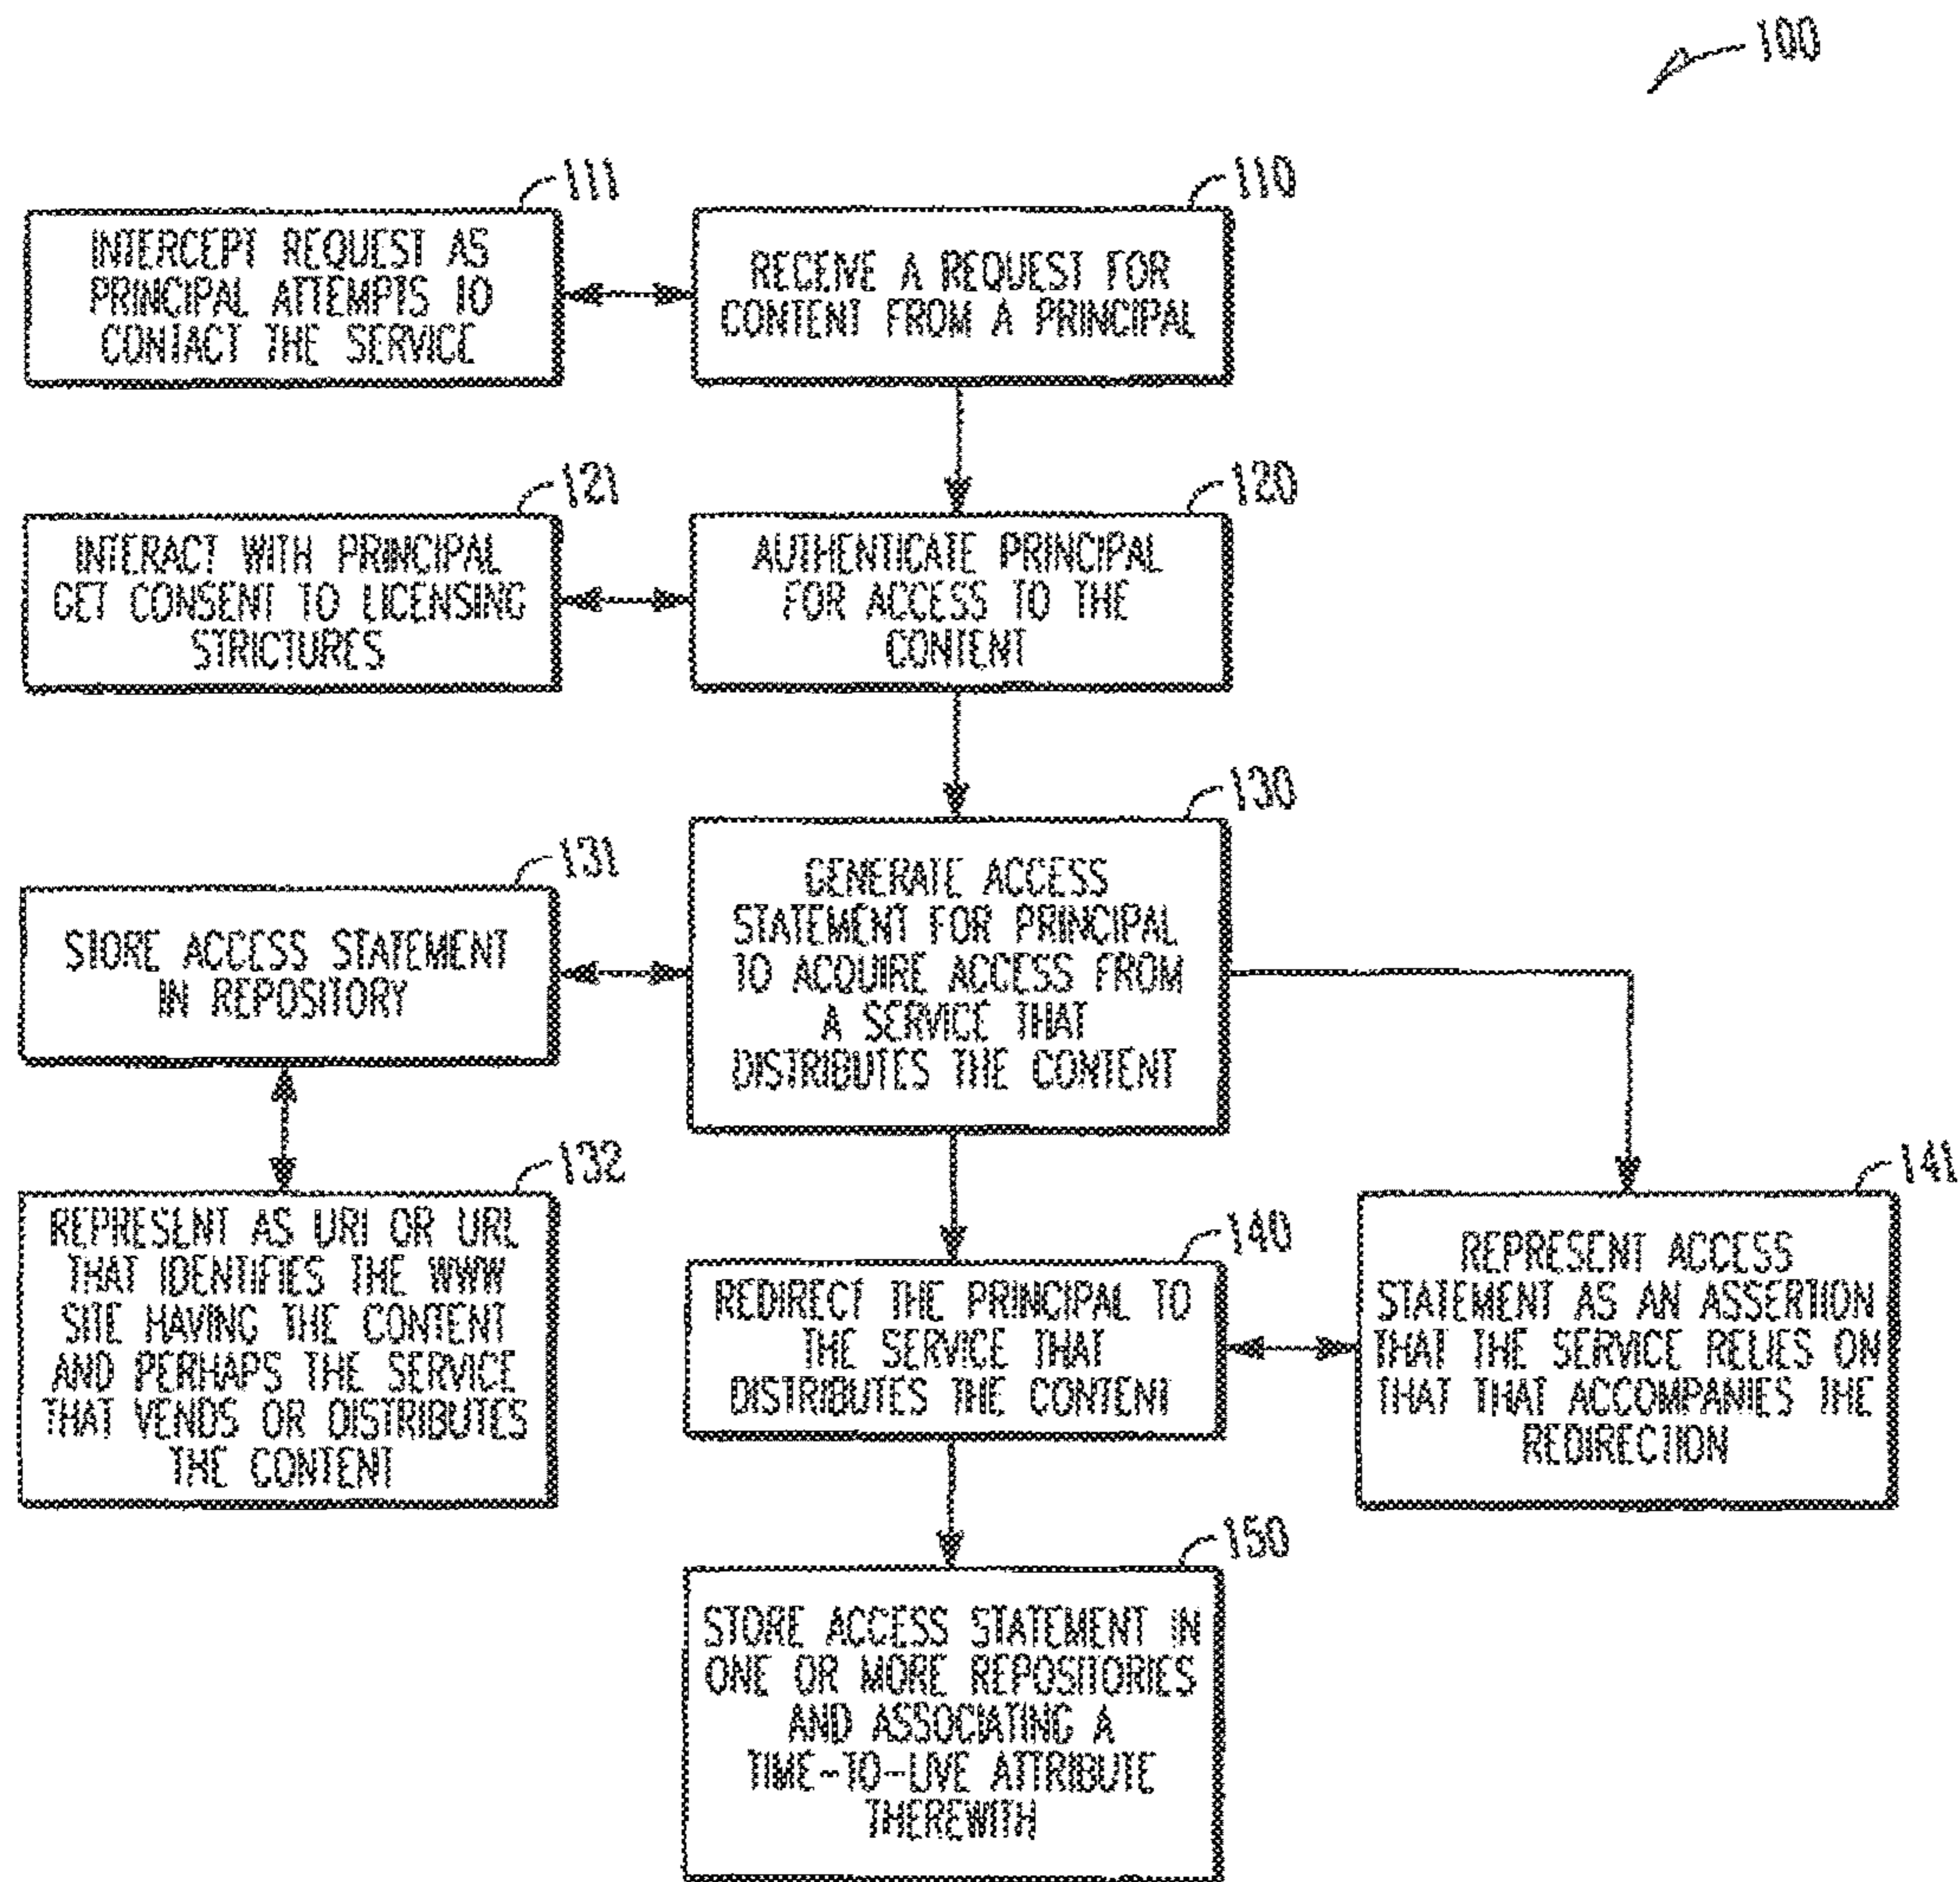 100
111
INTERCEPT REQUEST AS
PRINCIPAL ATTEMPTS TO
CONTACT THE SERVICE
110
RECEIVE A REQUEST FOR
CONTENT FROM A PRINCIPAL
121
INTERACT WITH PRINCIPAL
GET CONSENT TO LICENSING
STRICTURES
120
AUTHENTICATE PRINCIPAL
FOR ACCESS TO THE
CONTENT
130
GENERATE ACCESS
STATEMENT FOR PRINCIPAL
TO ACQUIRE ACCESS FROM
A SERVICE THAT
DISTRIBUTES THE CONTENT
131
STORE ACCESS STATEMENT
IN REPOSITORY
132
REPRESENT AS URI OR URL
THAT IDENTIFIES THE WWW
SITE HAVING THE CONTENT
AND PERHAPS THE SERVICE
THAT VENDS OR DISTRIBUTES
THE CONTENT
140
REDIRECT THE PRINCIPAL TO
THE SERVICE THAT
DISTRIBUTES THE CONTENT
141
REPRESENT ACCESS
STATEMENT AS AN ASSERTION
THAT THE SERVICE RELIES ON
THAT THAT ACCOMPANIES THE
REDIRECTION
150
STORE ACCESS STATEMENT IN
ONE OR MORE REPOSITORIES
AND ASSOCIATING A
TIME-TO-LIVE ATTRIBUTE
THEREWITH